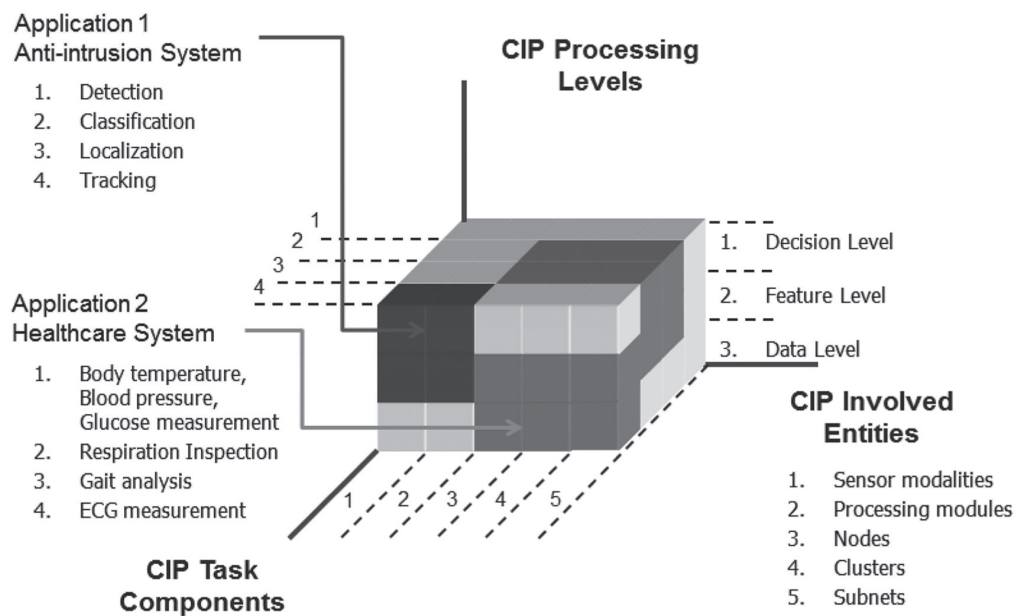 Application 1
Anti-intrusion System
1. Detection
2. Classification
3. Localization
4. Tracking
CIP Processing
Levels
1
2
3
4
1. Decision Level
2. Feature Level
3. Data Level
Application 2
Healthcare System
1. Body temperature,
Blood pressure,
Glucose measurement
2. Respiration Inspection
3. Gait analysis
4. ECG measurement
1 2 3 4 5
CIP Task
Components
CIP Involved
Entities
1. Sensor modalities
2. Processing modules
3. Nodes
4. Clusters
5. Subnets